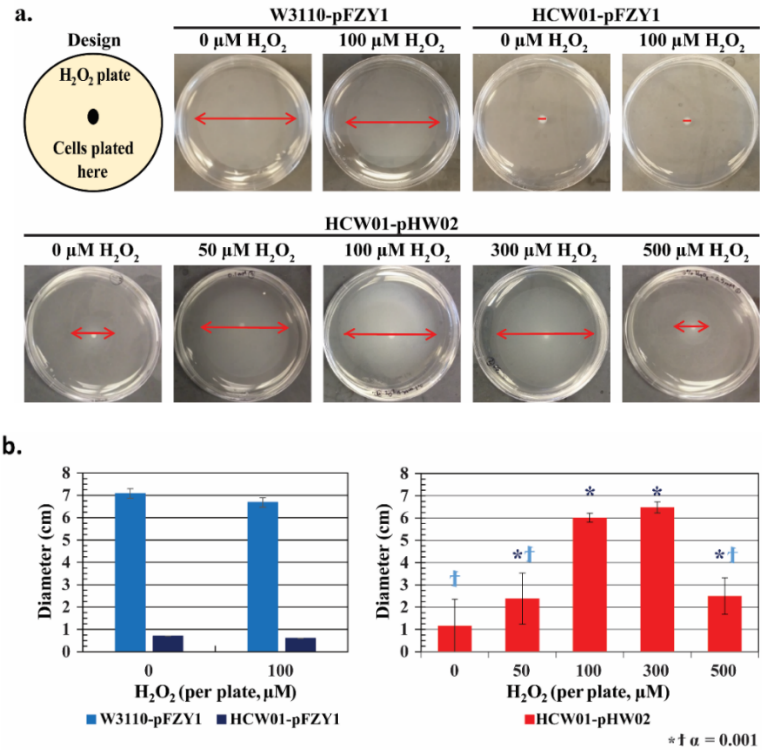 a.
W3110-pFZY1
HCW01-pFZY1
Design
0 µM H₂O₂
100 µM H₂O₂
0 µM H₂O₂
100 µM H₂O₂
H₂O₂ plate
Cells plated
here
HCW01-pHW02
0 µM H₂O₂
50 µM H₂O₂
100 µM H₂O₂
300 µM H₂O₂
500 µM H₂O₂
b.
Diameter (cm)
8
7
6
5
4
3
2
1
0
0
100
H₂O₂ (per plate, µM)
W3110-pFZY1
HCW01-pFZY1
Diameter (cm)
8
7
6
5
4
3
2
1
0
†
*†
*
*
*†
0
50
100
300
500
H₂O₂ (per plate, µM)
HCW01-pHW02
*† α = 0.001